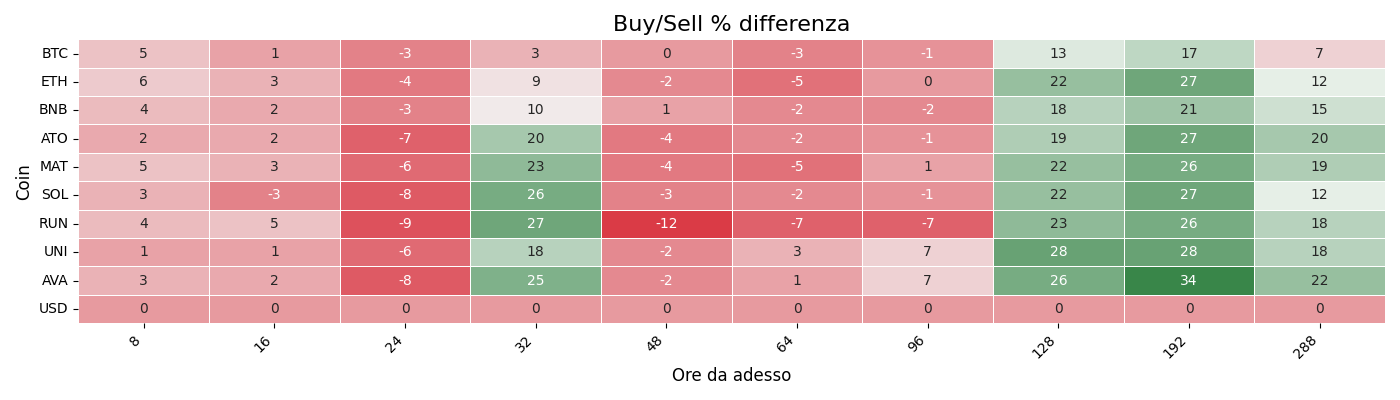 Buy/Sell % differenza
Coin
BTC 5 1 -3 3 0 -3 -1 13 17 7
ETH 6 3 -4 9 -2 -5 0 22 27 12
BNB 4 2 -3 10 1 -2 -2 18 21 15
ATO 2 2 -7 20 -4 -2 -1 19 27 20
MAT 5 3 -6 23 -4 -5 1 22 26 19
SOL 3 -3 -8 26 -3 -2 -1 22 27 12
RUN 4 5 -9 27 -12 -7 -7 23 26 18
UNI 1 1 -6 18 -2 3 7 28 28 18
AVA 3 2 -8 25 -2 1 7 26 34 22
USD 0 0 0 0 0 0 0 0 0 0
8 16 24 32 48 64 96 128 192 288
Ore da adesso